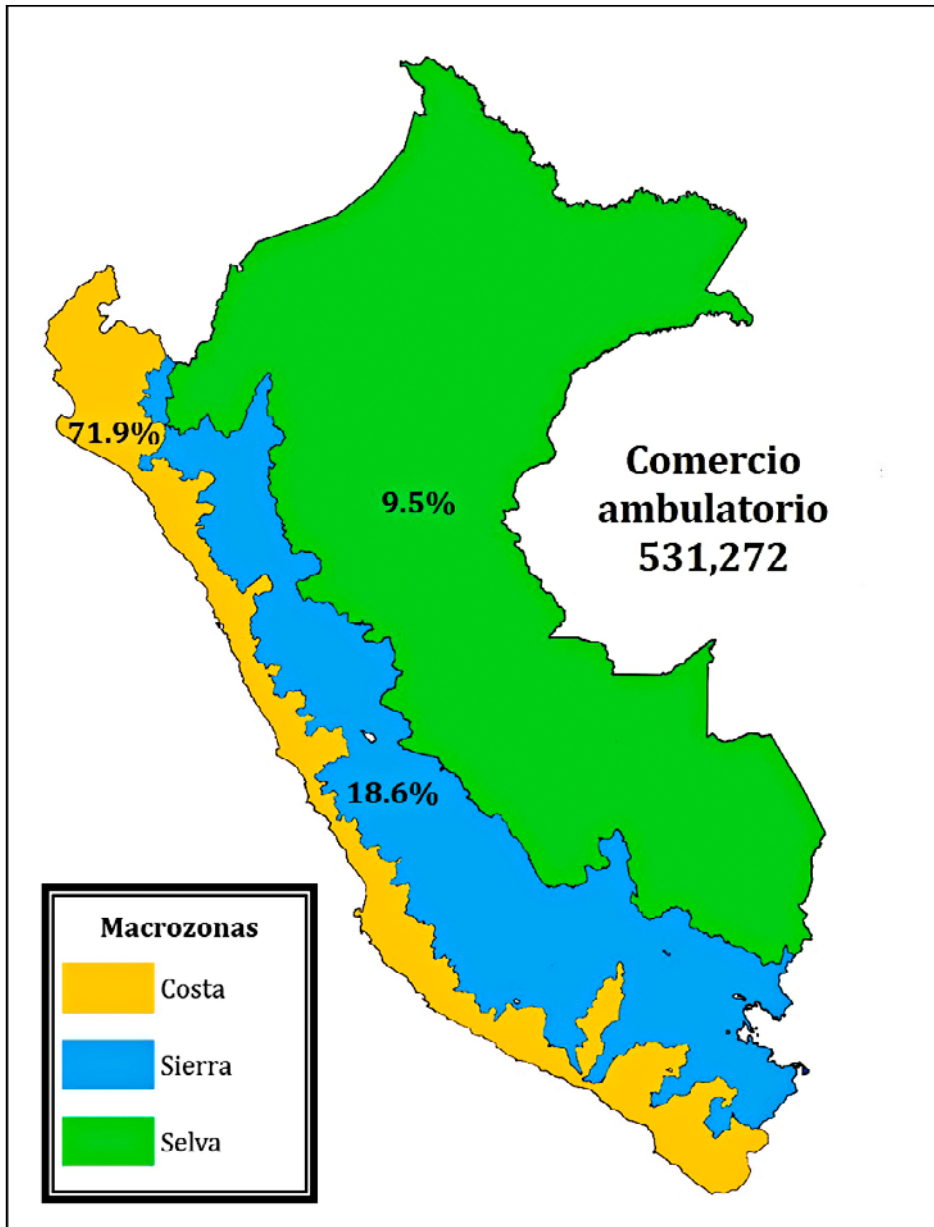 71.9%
9.5%
Comercio
ambulatorio
531,272
18.6%
Macrozonas
Costa
Sierra
Selva